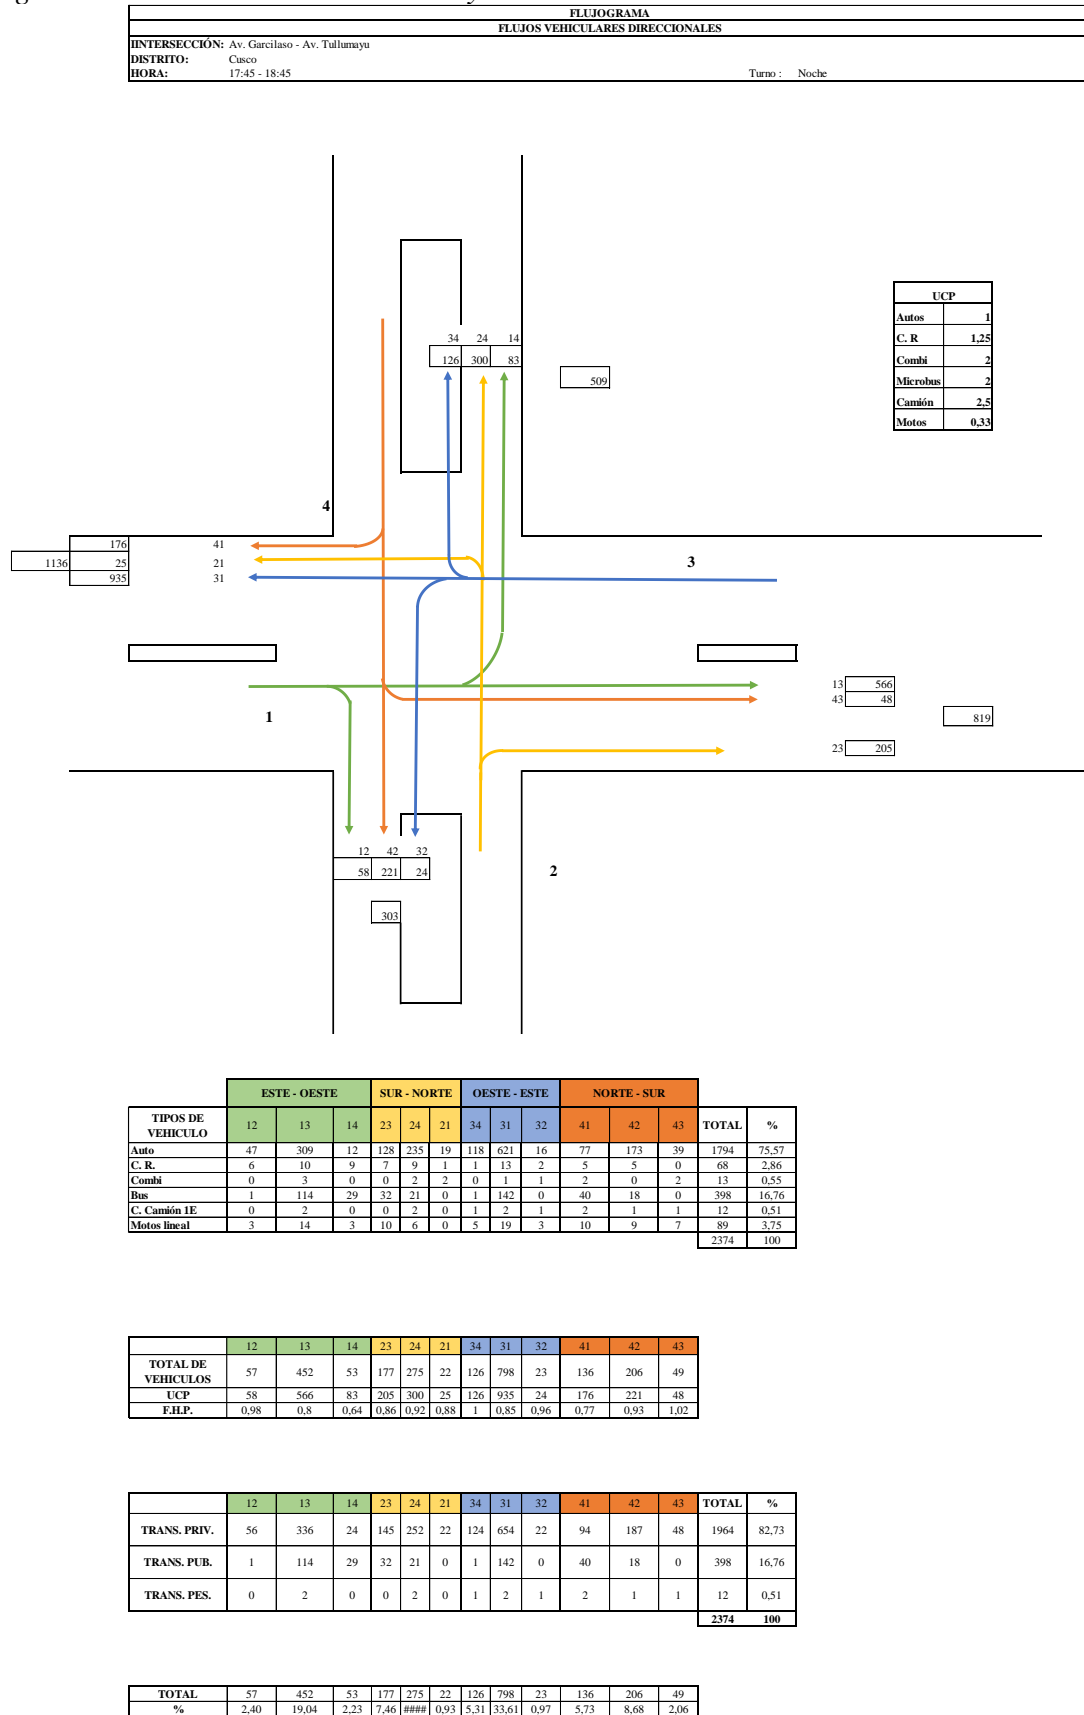 FLUJOGRAMA
FLUJOS VEHICULARES DIRECCIONALES
IINTERSECCIÓN: Av. Garcilaso - Av. Tullumayu
DISTRITO: Cusco
HORA: 17:45 - 18:45 Turno : Noche
UCP
Autos 1
C. R 1,25
Combi 2
Microbus 2
Camión 2,5
Motos 0,33
34 24 14
126 300 83
509
4
176 41
1136 25 21
935 31
3
13 566
43 48
1
819
23 205
12 42 32
58 221 24
2
303
ESTE - OESTE SUR - NORTE OESTE - ESTE NORTE - SUR
TIPOS DE VEHICULO 12 13 14 23 24 21 34 31 32 41 42 43 TOTAL %
Auto 47 309 12 128 235 19 118 621 16 77 173 39 1794 75,57
C. R. 6 10 9 7 9 1 1 13 2 5 5 0 68 2,86
Combi 0 3 0 0 2 2 0 1 1 2 0 2 13 0,55
Bus 1 114 29 32 21 0 1 142 0 40 18 0 398 16,76
C. Camión 1E 0 2 0 0 2 0 1 2 1 2 1 1 12 0,51
Motos lineal 3 14 3 10 6 0 5 19 3 10 9 7 89 3,75
2374 100
12 13 14 23 24 21 34 31 32 41 42 43
TOTAL DE VEHICULOS 57 452 53 177 275 22 126 798 23 136 206 49
UCP 58 566 83 205 300 25 126 935 24 176 221 48
F.H.P. 0,98 0,8 0,64 0,86 0,92 0,88 1 0,85 0,96 0,77 0,93 1,02
12 13 14 23 24 21 34 31 32 41 42 43 TOTAL %
TRANS. PRIV. 56 336 24 145 252 22 124 654 22 94 187 48 1964 82,73
TRANS. PUB. 1 114 29 32 21 0 1 142 0 40 18 0 398 16,76
TRANS. PES. 0 2 0 0 2 0 1 2 1 2 1 1 12 0,51
2374 100
TOTAL 57 452 53 177 275 22 126 798 23 136 206 49
% 2,40 19,04 2,23 7,46 #### 0,93 5,31 33,61 0,97 5,73 8,68 2,06